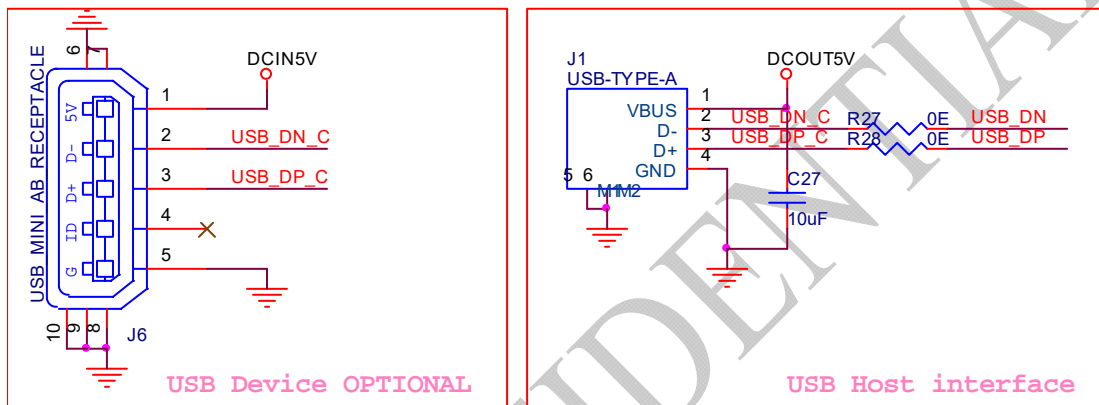 USB MINI AB RECEPTACLE
6
7
5V
D-
D+
ID
G
1
2
3
4
5
10
9
8
J6
DCIN5V
USB_DN_C
USB_DP_C
USB Device OPTIONAL
J1
USB-TYPE-A
VBUS
D-
D+
GND
1
2
3
4
5 6
M1M2
DCOUT5V
USB_DN_C R27 0E USB_DN
USB_DP_C R28 0E USB_DP
C27
10uF
USB Host interface
IDENTIA